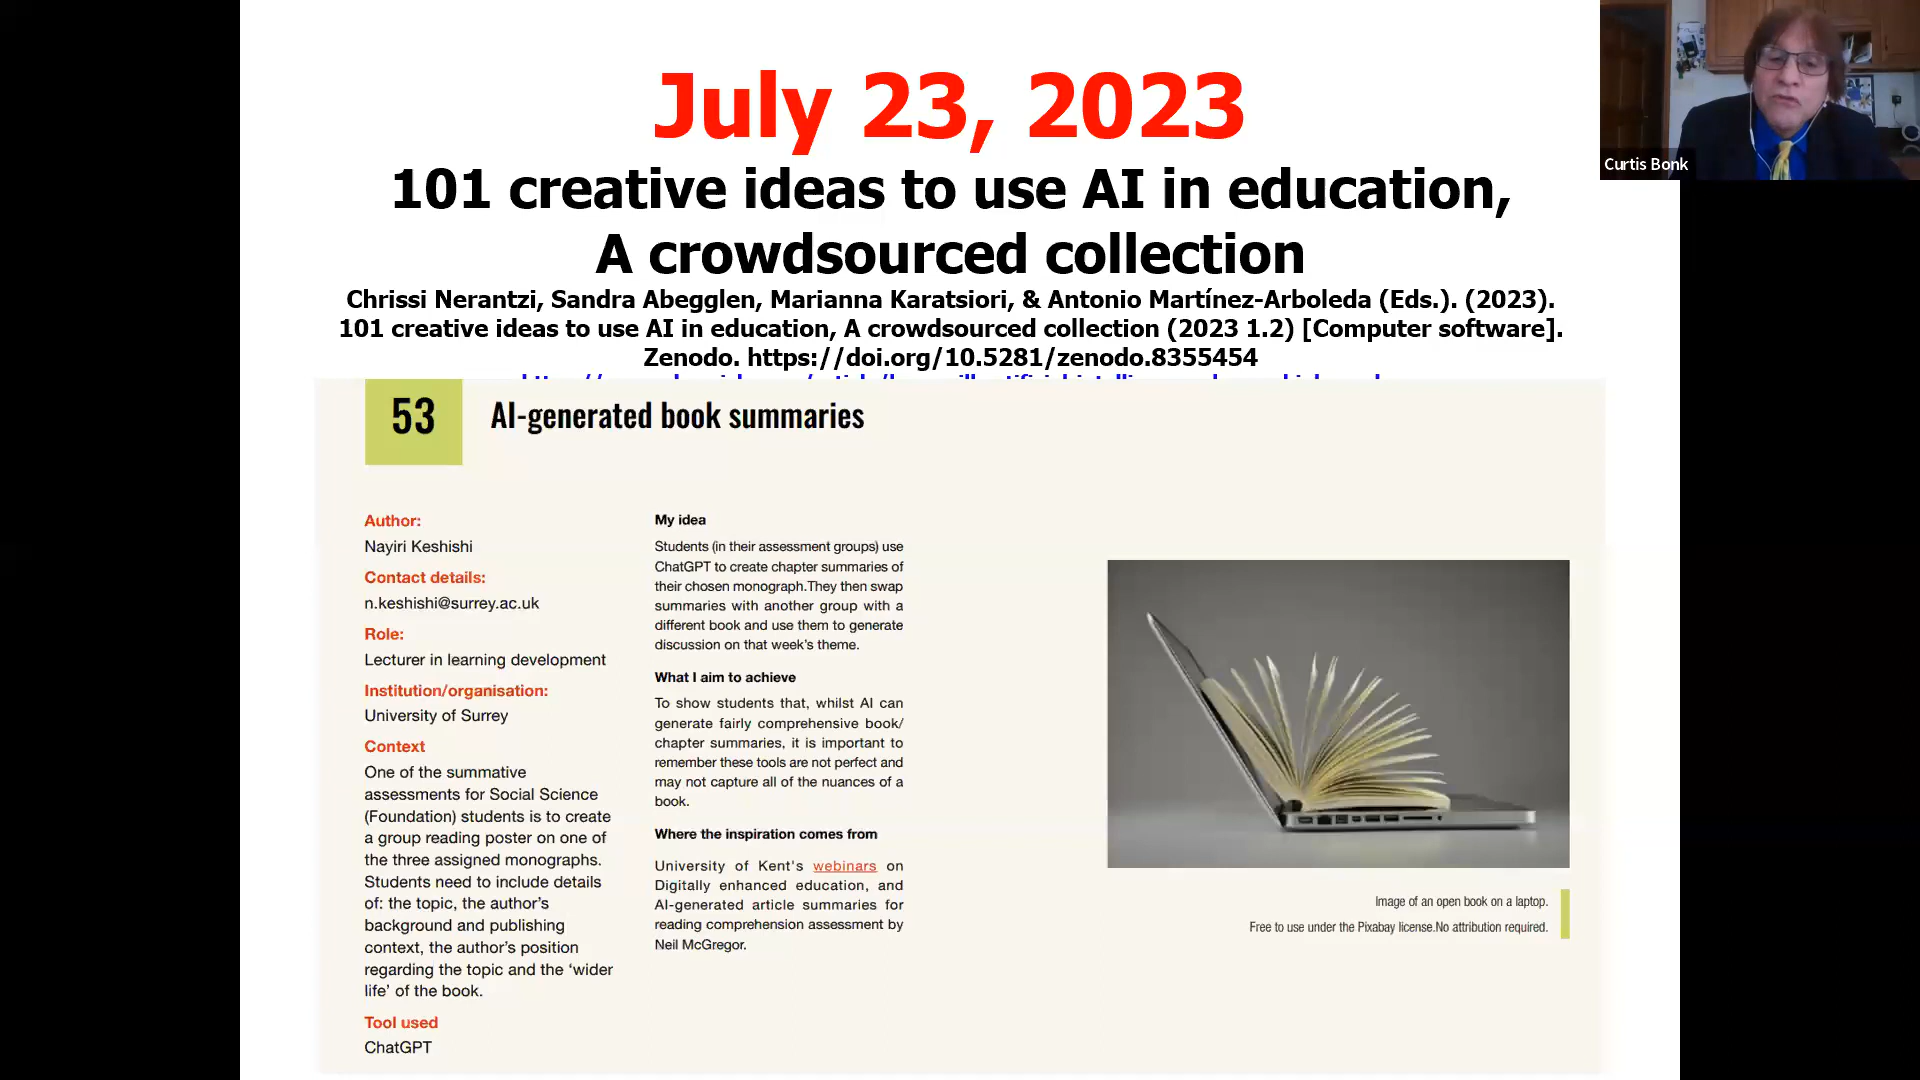 July 23, 2023
101 creative ideas to use AI in education,
A crowdsourced collection
Chrissi Nerantzi, Sandra Abegglen, Marianna Karatsiori, & Antonio Martínez-Arboleda (Eds.). (2023).
101 creative ideas to use AI in education, A crowdsourced collection (2023 1.2) [Computer software].
Zenodo. https://doi.org/10.5281/zenodo.8355454
Curtis Bonk
53
AI-generated book summaries
Author:
Nayiri Keshishi
Contact details:
n.keshishi@surrey.ac.uk
Role:
Lecturer in learning development
Institution/organisation:
University of Surrey
Context
One of the summative
assessments for Social Science
(Foundation) students is to create
a group reading poster on one of
the three assigned monographs.
Students need to include details
of: the topic, the author's
background and publishing
context, the author's position
regarding the topic and the ‘wider
life’ of the book.
Tool used
ChatGPT
My idea
Students (in their assessment groups) use
ChatGPT to create chapter summaries of
their chosen monograph.They then swap
summaries with another group with a
different book and use them to generate
discussion on that week's theme.
What I aim to achieve
To show students that, whilst AI can
generate fairly comprehensive book/
chapter summaries, it is important to
remember these tools are not perfect and
may not capture all of the nuances of a
book.
Where the inspiration comes from
University of Kent's webinars on
Digitally enhanced education, and
AI-generated article summaries for
reading comprehension assessment by
Neil McGregor.
Image of an open book on a laptop.
Free to use under the Pixabay license.No attribution required.